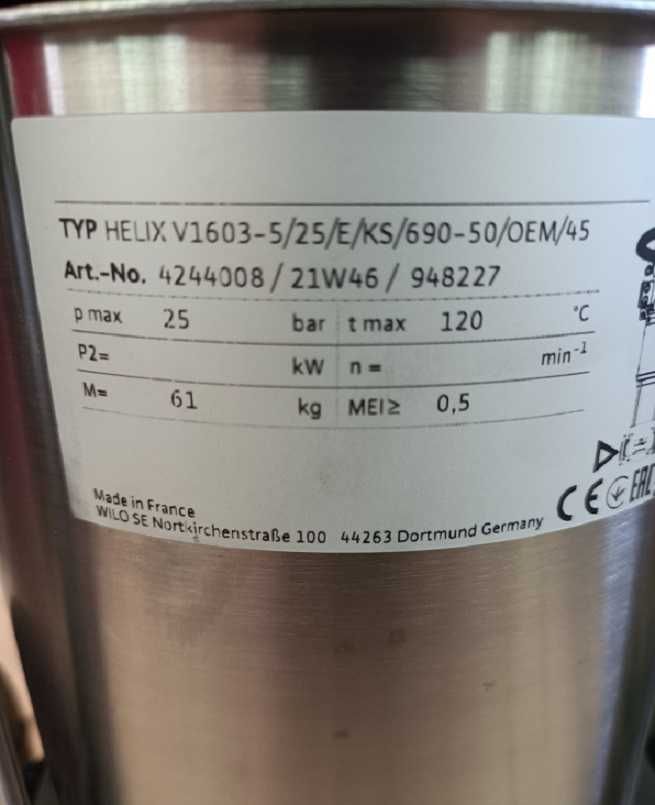 TYP HELIX V1603-5/25/E/KS/690-50/OEM/45
Art.-No. 4244008 / 21W46 / 948227
p max 25 bar t max 120 °C
P2= kW n = min⁻¹
M= 61 kg MEI≥ 0,5
Made in France
WILO SE Nortkirchenstraße 100 44263 Dortmund Germany
CE EAC